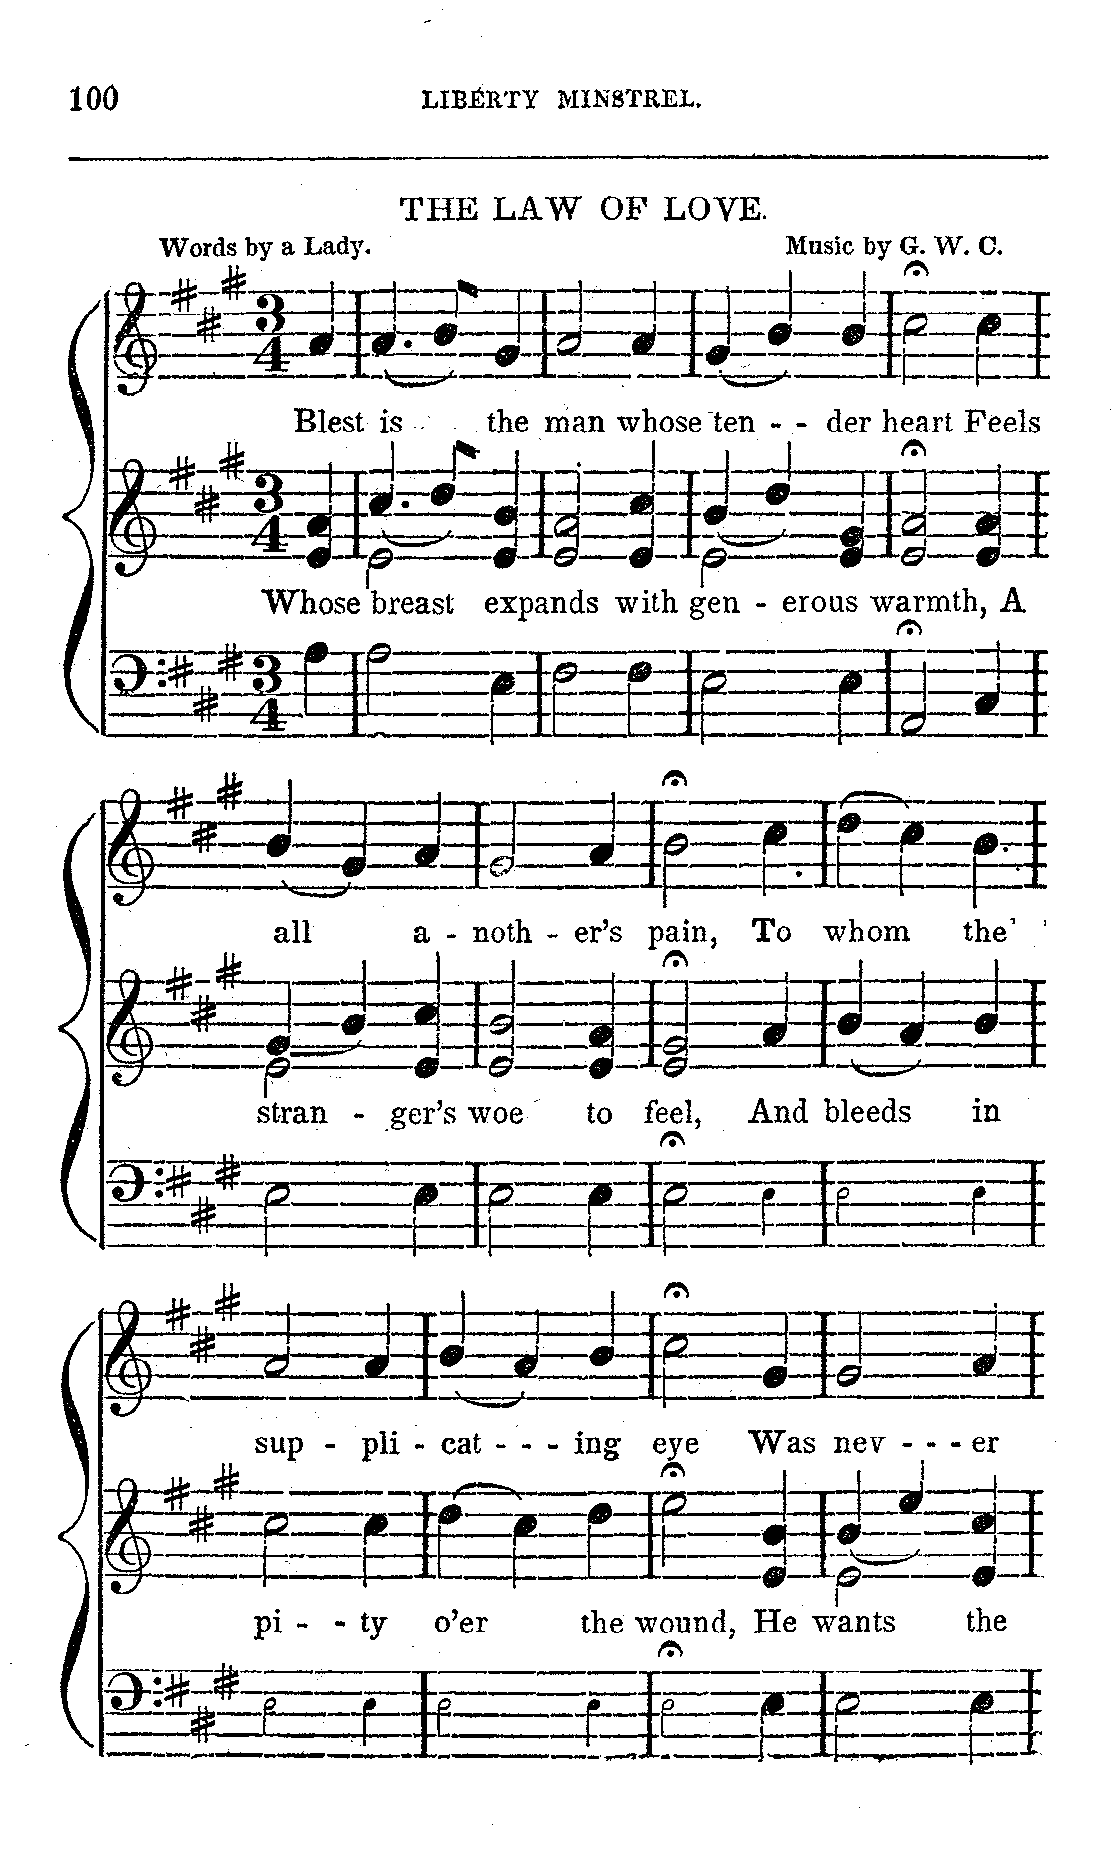 100 LIBERTY MINSTREL.
THE LAW OF LOVE.
Words by a Lady. Music by G. W. C.
3 4
Blest is the man whose ten - - der heart Feels
3 4
Whose breast expands with gen - erous warmth, A
3 4
all a - noth - er's pain, To whom the
stran - ger's woe to feel, And bleeds in
sup - pli - cat - - - ing eye Was nev - - - er
pi - - ty o'er the wound, He wants the